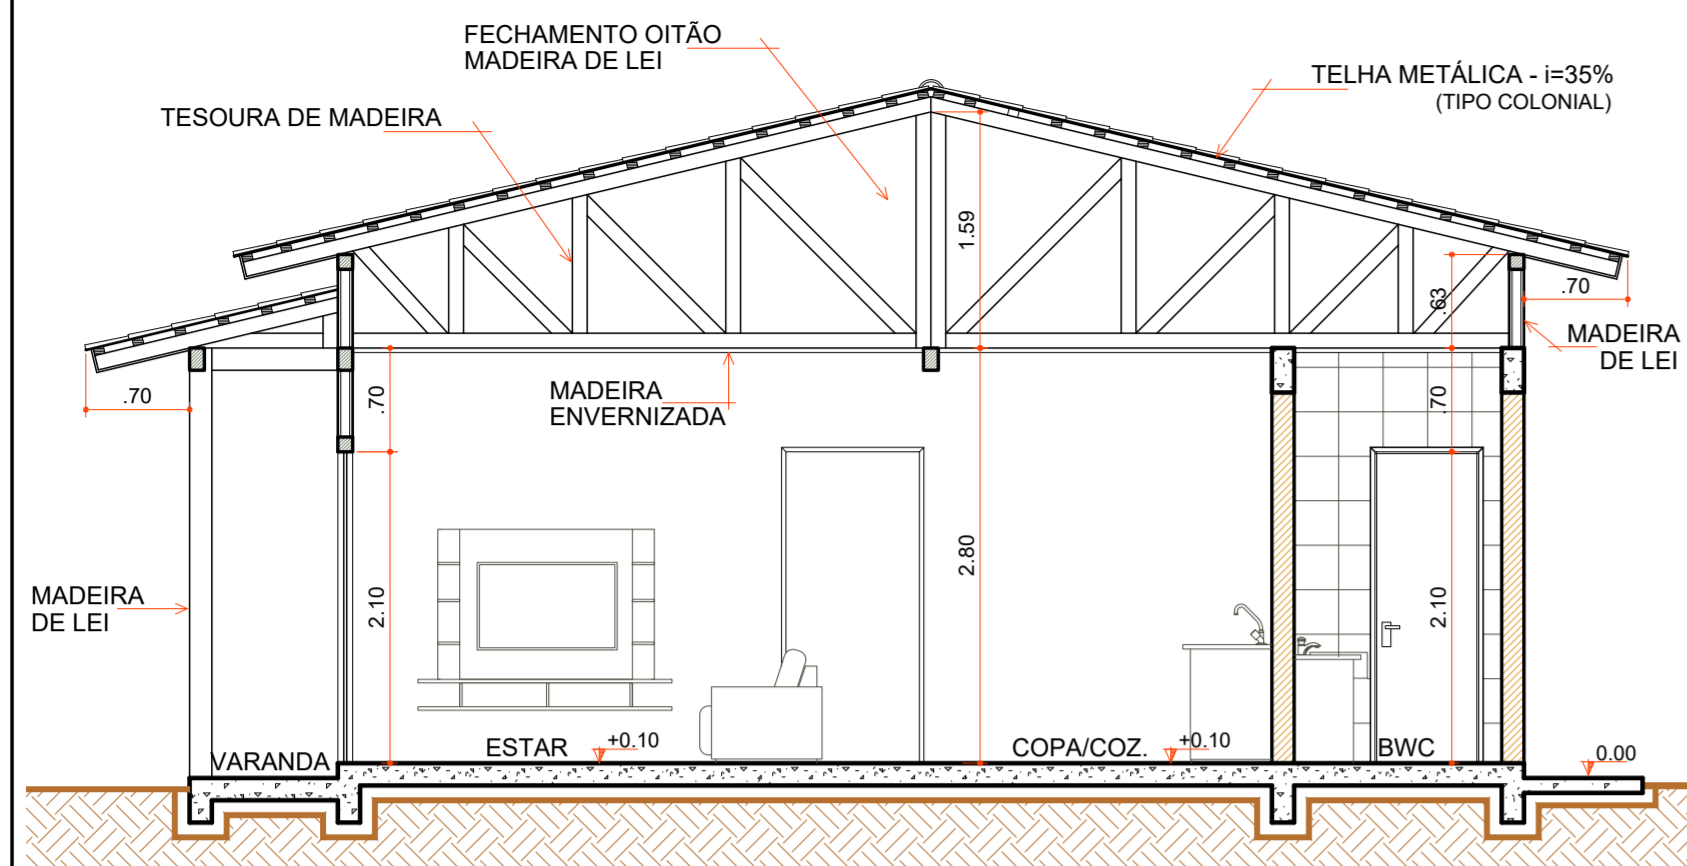 FECHAMENTO OITÃO
MADEIRA DE LEI
TELHA METÁLICA - i=35%
(TIPO COLONIAL)
TESOURA DE MADEIRA
1.59
.63
.70
MADEIRA
DE LEI
.70
.70
MADEIRA
ENVERNIZADA
.70
2.10
2.80
2.10
MADEIRA
DE LEI
VARANDA
ESTAR
+0.10
COPA/COZ.
+0.10
BWC
0.00